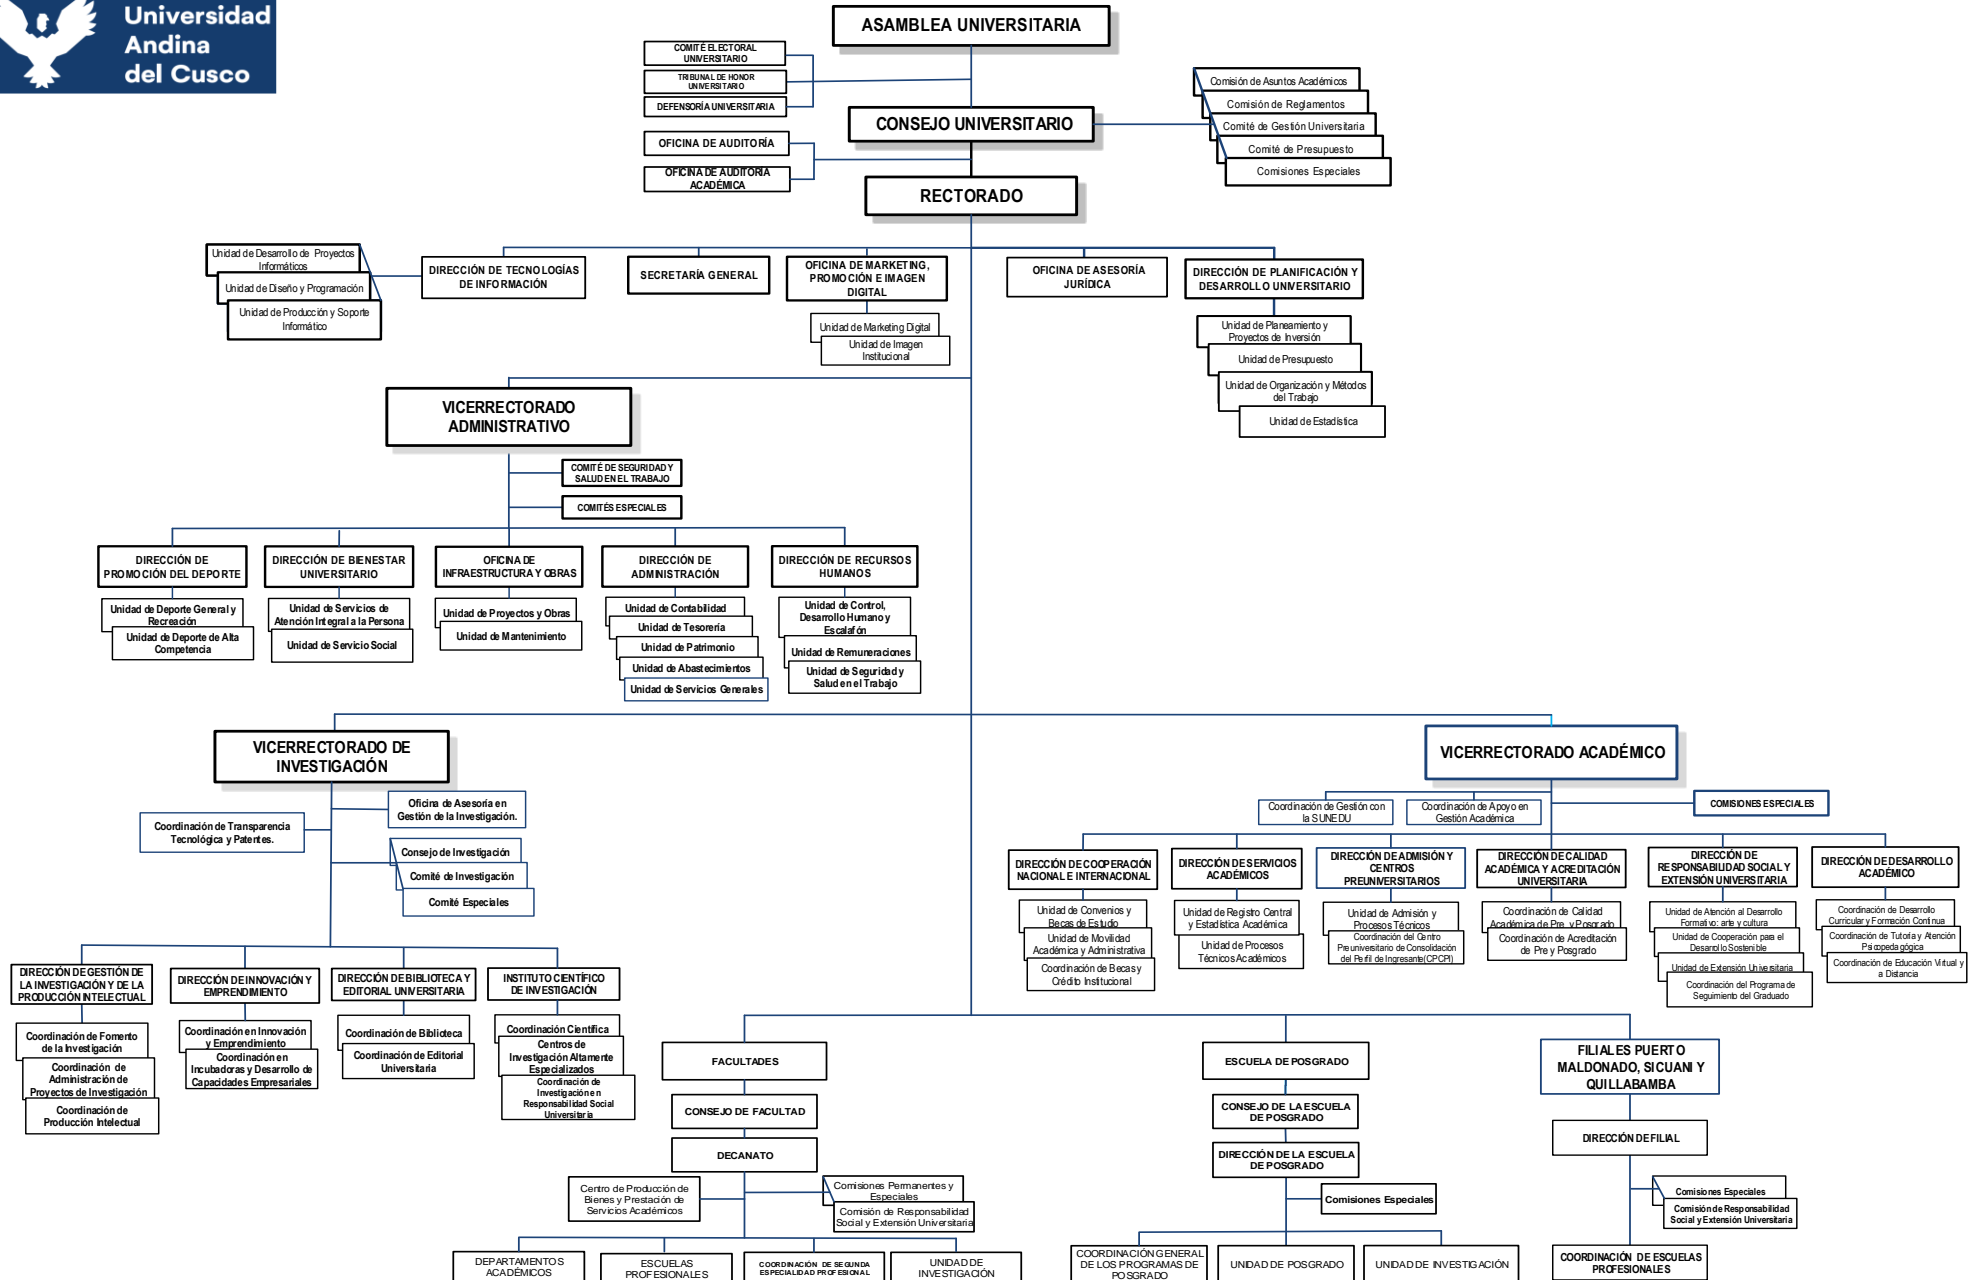 Universidad
Andina
del Cusco
ASAMBLEA UNIVERSITARIA
COMITÉ ELECTORAL
UNIVERSITARIO
TRIBUNAL DE HONOR
UNIVERSITARIO
DEFENSORÍA UNIVERSITARIA
CONSEJO UNIVERSITARIO
Comisión de Asuntos Académicos
Comisión de Reglamentos
Comité de Gestión Universitaria
Comité de Presupuesto
Comisiones Especiales
OFICINA DE AUDITORÍA
OFICINA DE AUDITORIA
ACADÉMICA
RECTORADO
Unidad de Desarrollo de Proyectos
Informáticos
Unidad de Diseño y Programación
Unidad de Producción y Soporte
Informático
DIRECCIÓN DE TECNOLOGÍAS
DE INFORMACIÓN
SECRETARÍA GENERAL
OFICINA DE MARKETING,
PROMOCIÓN E IMAGEN
DIGITAL
Unidad de Marketing Digital
Unidad de Imagen
Institucional
OFICINA DE ASESORÍA
JURÍDICA
DIRECCIÓN DE PLANIFICACIÓN Y
DESARROLLO UNIVERSITARIO
Unidad de Planeamiento y
Proyectos de Inversión
Unidad de Presupuesto
Unidad de Organización y Métodos
del Trabajo
Unidad de Estadística
VICERRECTORADO
ADMINISTRATIVO
COMITÉ DE SEGURIDAD Y
SALUD EN EL TRABAJO
COMITÉS ESPECIALES
DIRECCIÓN DE
PROMOCIÓN DEL DEPORTE
Unidad de Deporte General y
Recreación
Unidad de Deporte de Alta
Competencia
DIRECCIÓN DE BIENESTAR
UNIVERSITARIO
Unidad de Servicios de
Atención Integral a la Persona
Unidad de Servicio Social
OFICINA DE
INFRAESTRUCTURA Y OBRAS
Unidad de Proyectos y Obras
Unidad de Mantenimiento
DIRECCIÓN DE
ADMINISTRACIÓN
Unidad de Contabilidad
Unidad de Tesorería
Unidad de Patrimonio
Unidad de Abastecimientos
Unidad de Servicios Generales
DIRECCIÓN DE RECURSOS
HUMANOS
Unidad de Control,
Desarrollo Humano y
Escalafón
Unidad de Remuneraciones
Unidad de Seguridad y
Salud en el Trabajo
VICERRECTORADO DE
INVESTIGACIÓN
Oficina de Asesoría en
Gestión de la Investigación.
Coordinación de Transparencia
Tecnológica y Patentes.
Consejo de Investigación
Comité de Investigación
Comité Especiales
DIRECCIÓN DE GESTIÓN DE
LA INVESTIGACIÓN Y DE LA
PRODUCCIÓN INTELECTUAL
Coordinación de Fomento
de la Investigación
Coordinación de
Administración de
Proyectos de Investigación
Coordinación de
Producción Intelectual
DIRECCIÓN DE INNOVACIÓN Y
EMPRENDIMIENTO
Coordinación en Innovación
y Emprendimiento
Coordinación en
Incubadoras y Desarrollo de
Capacidades Empresariales
DIRECCIÓN DE BIBLIOTECA Y
EDITORIAL UNIVERSITARIA
Coordinación de Biblioteca
Coordinación de Editorial
Universitaria
INSTITUTO CIENTÍFICO
DE INVESTIGACIÓN
Coordinación Científica
Centros de
Investigación Altamente
Especializados
Coordinación de
Investigación en
Responsabilidad Social
Universitaria
VICERRECTORADO ACADÉMICO
Coordinación de Gestión con
la SUNEDU
Coordinación de Apoyo en
Gestión Académica
COMISIONES ESPECIALES
DIRECCIÓN DE COOPERACIÓN
NACIONAL E INTERNACIONAL
Unidad de Convenios y
Becas de Estudio
Unidad de Movilidad
Académica y Administrativa
Coordinación de Becas y
Crédito Institucional
DIRECCIÓN DE SERVICIOS
ACADÉMICOS
Unidad de Registro Central
y Estadística Académica
Unidad de Procesos
Técnicos Académicos
DIRECCIÓN DE ADMISIÓN Y
CENTROS
PREUNIVERSITARIOS
Unidad de Admisión y
Procesos Técnicos
Coordinación del Centro
Preuniversitario de Consolidación
del Perfil de Ingresante(CPCPI)
DIRECCIÓN DE CALIDAD
ACADÉMICA Y ACREDITACIÓN
UNIVERSITARIA
Coordinación de Calidad
Académica de Pre y Posgrado
Coordinación de Acreditación
de Pre y Posgrado
DIRECCIÓN DE
RESPONSABILIDAD SOCIAL Y
EXTENSIÓN UNIVERSITARIA
Unidad de Atención al Desarrollo
Formativo: arte y cultura
Unidad de Cooperación para el
Desarrollo Sostenible
Unidad de Extensión Universitaria
Coordinación del Programa de
Seguimiento del Graduado
DIRECCIÓN DE DESARROLLO
ACADÉMICO
Coordinación de Desarrollo
Curricular y Formación Continua
Coordinación de Tutoría y Atención
Psicopedagógica
Coordinación de Educación Virtual y
a Distancia
FACULTADES
CONSEJO DE FACULTAD
DECANATO
Centro de Producción de
Bienes y Prestación de
Servicios Académicos
Comisiones Permanentes y
Especiales
Comisión de Responsabilidad
Social y Extensión Universitaria
DEPARTAMENTOS
ACADÉMICOS
ESCUELAS
PROFESIONALES
COORDINACIÓN DE SEGUNDA
ESPECIALIDAD PROFESIONAL
UNIDAD DE
INVESTIGACIÓN
ESCUELA DE POSGRADO
CONSEJO DE LA ESCUELA
DE POSGRADO
DIRECCIÓN DE LA ESCUELA
DE POSGRADO
Comisiones Especiales
COORDINACIÓN GENERAL
DE LOS PROGRAMAS DE
POSGRADO
UNIDAD DE POSGRADO
UNIDAD DE INVESTIGACIÓN
FILIALES PUERTO
MALDONADO, SICUANI Y
QUILLABAMBA
DIRECCIÓN DE FILIAL
Comisiones Especiales
Comisión de Responsabilidad
Social y Extensión Universitaria
COORDINACIÓN DE ESCUELAS
PROFESIONALES